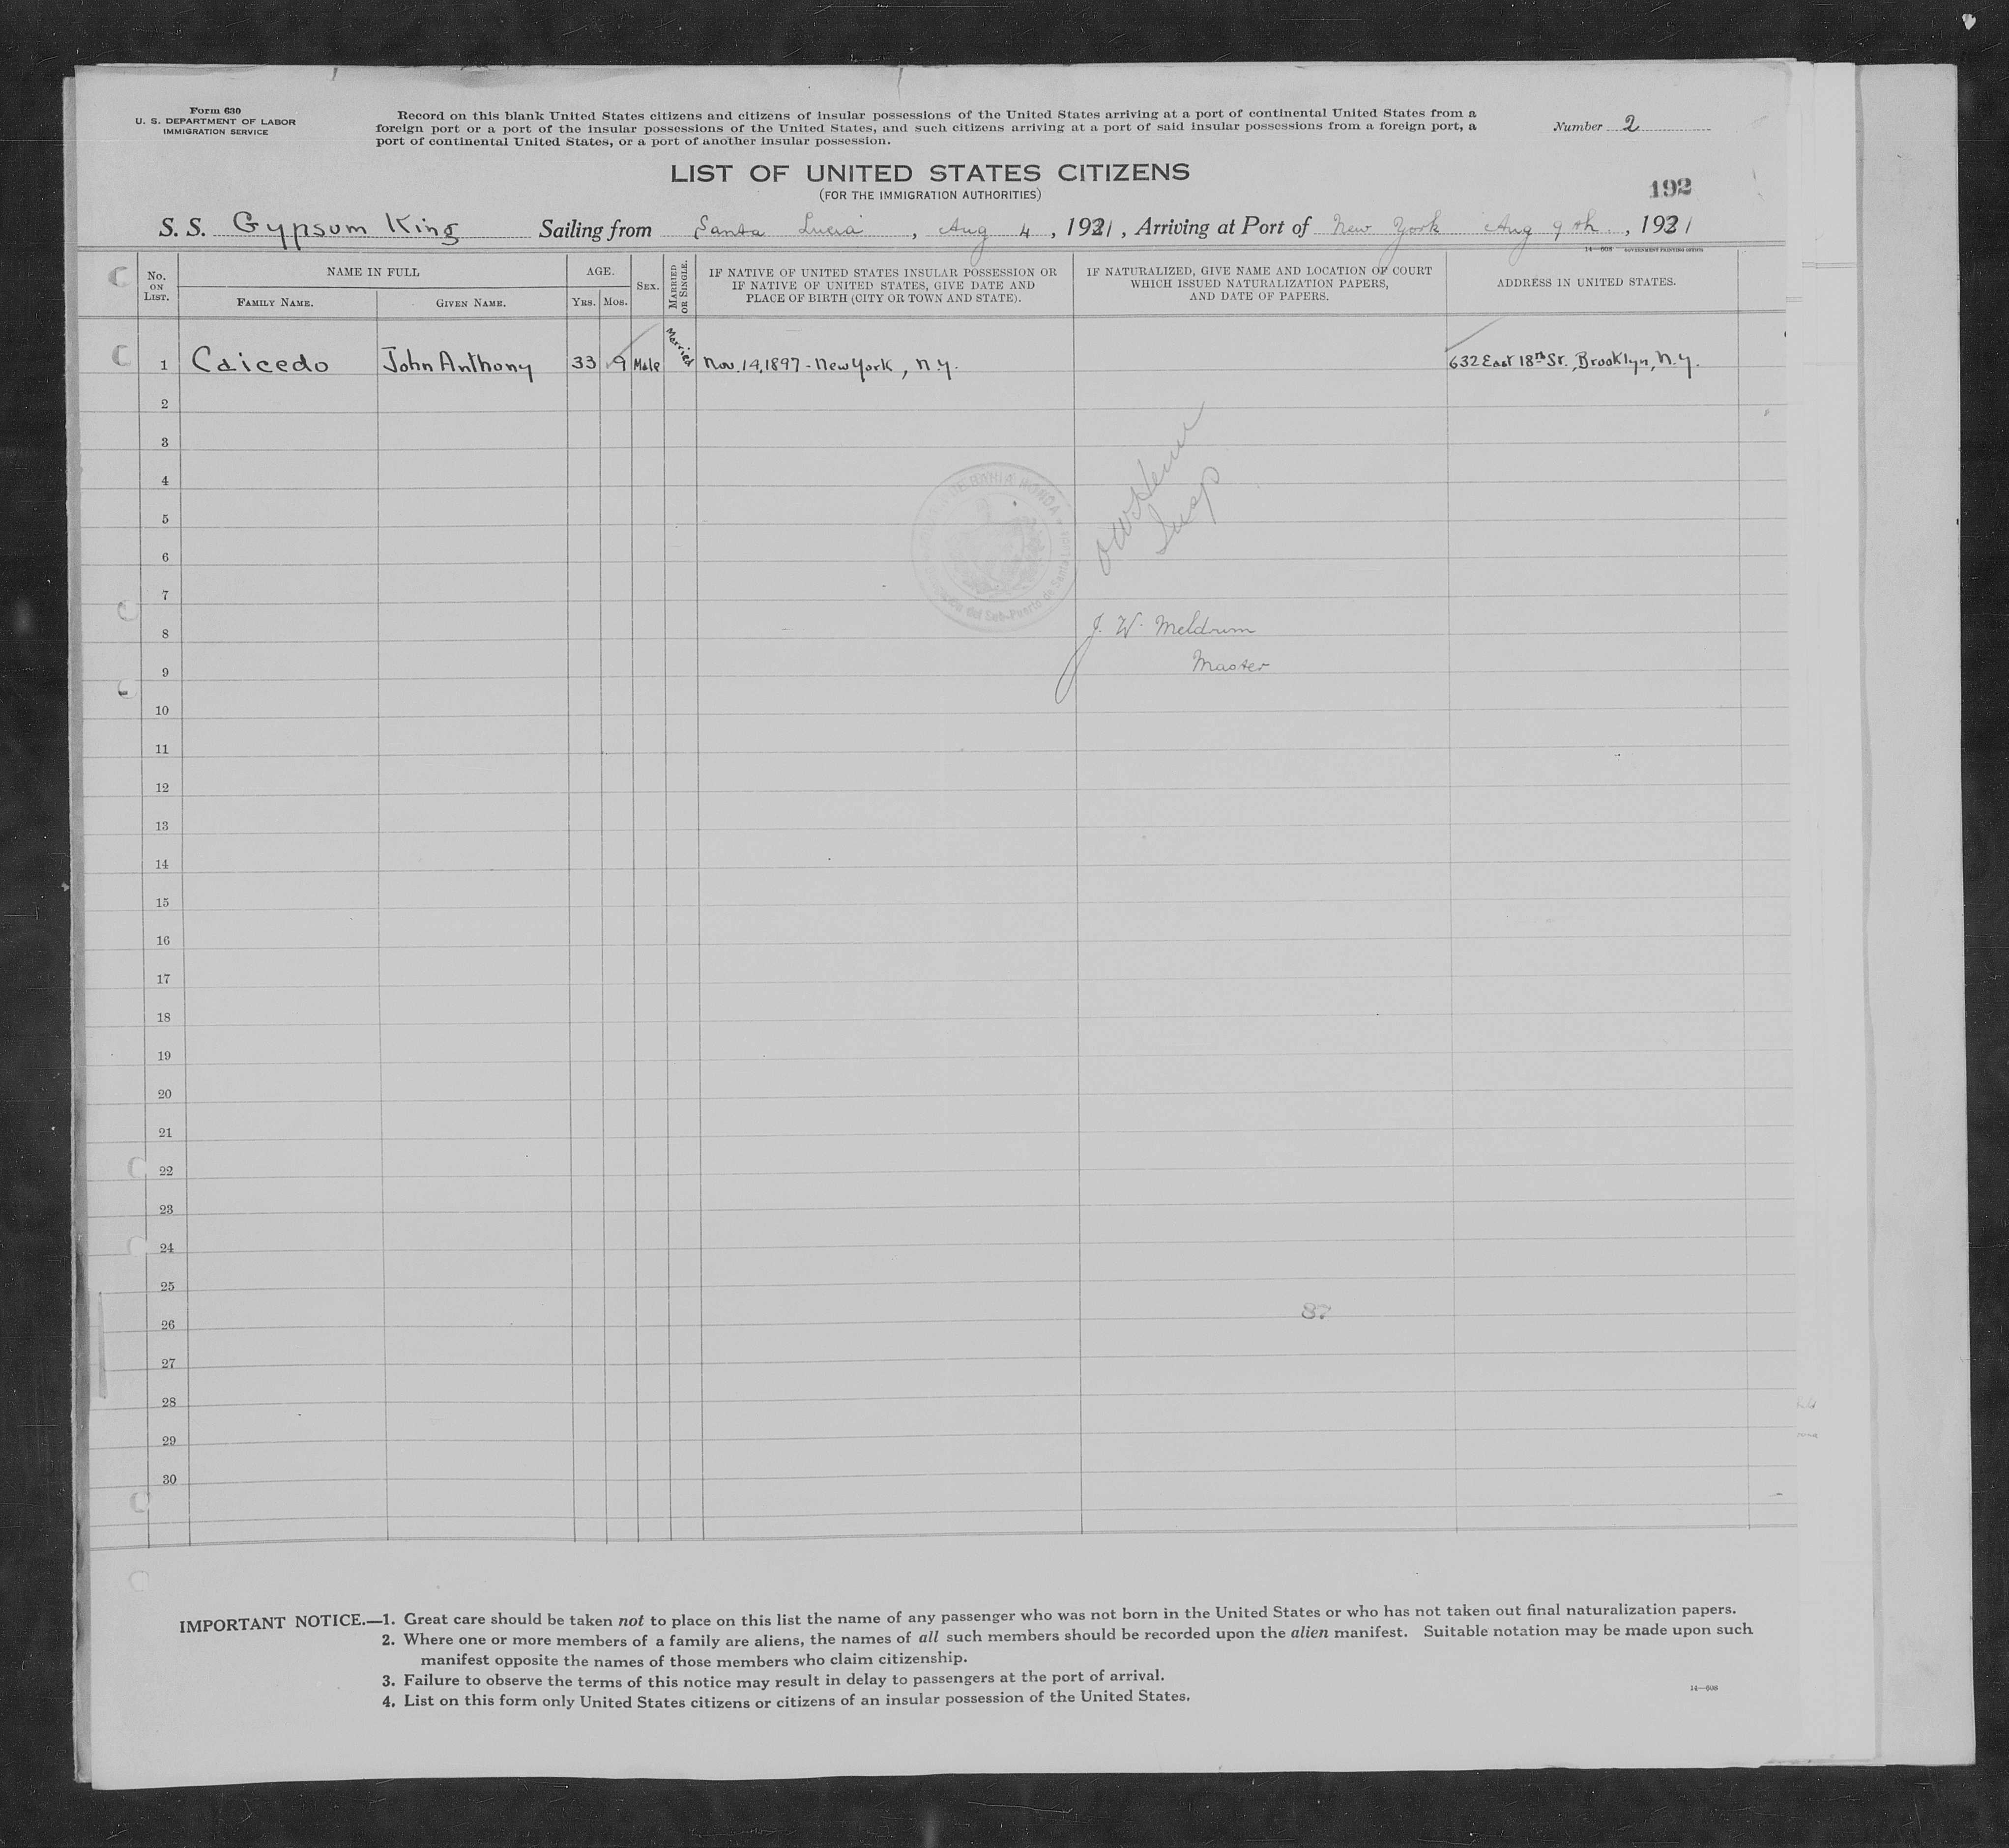 Form 630
U. S. DEPARTMENT OF LABOR
IMMIGRATION SERVICE
Record on this blank United States citizens and citizens of insular possessions of the United States arriving at a port of continental United States from a
foreign port or a port of the insular possessions of the United States, and such citizens arriving at a port of said insular possessions from a foreign port, a
port of continental United States, or a port of another insular possession.
Number 2
LIST OF UNITED STATES CITIZENS
(FOR THE IMMIGRATION AUTHORITIES)
192
S. S. Gypsum King Sailing from Santa Lucia, Aug 4, 1931, Arriving at Port of New York Aug 9th, 1931
14—608 GOVERNMENT PRINTING OFFICE
No. ON LIST.
NAME IN FULL
FAMILY NAME.
GIVEN NAME.
AGE.
YRS.
MOS.
SEX.
MARRIED OR SINGLE.
IF NATIVE OF UNITED STATES INSULAR POSSESSION OR
IF NATIVE OF UNITED STATES, GIVE DATE AND
PLACE OF BIRTH (CITY OR TOWN AND STATE).
IF NATURALIZED, GIVE NAME AND LOCATION OF COURT
WHICH ISSUED NATURALIZATION PAPERS,
AND DATE OF PAPERS.
ADDRESS IN UNITED STATES.
1 Caicedo John Anthony 33 9 Male Married Nov. 14, 1897 - New York, N.Y. 632 East 18th St., Brooklyn, N.Y.
2
3
4
5
6
7
8
9
10
11
12
13
14
15
16
17
18
19
20
21
22
23
24
25
26
27
28
29
30
DE BAHIA HONDA
del Sub-Puerto de Santa Lucia
Insp
J. W. Meldrum
Master
87
IMPORTANT NOTICE.—1. Great care should be taken not to place on this list the name of any passenger who was not born in the United States or who has not taken out final naturalization papers.
2. Where one or more members of a family are aliens, the names of all such members should be recorded upon the alien manifest. Suitable notation may be made upon such
manifest opposite the names of those members who claim citizenship.
3. Failure to observe the terms of this notice may result in delay to passengers at the port of arrival.
4. List on this form only United States citizens or citizens of an insular possession of the United States.
14—608